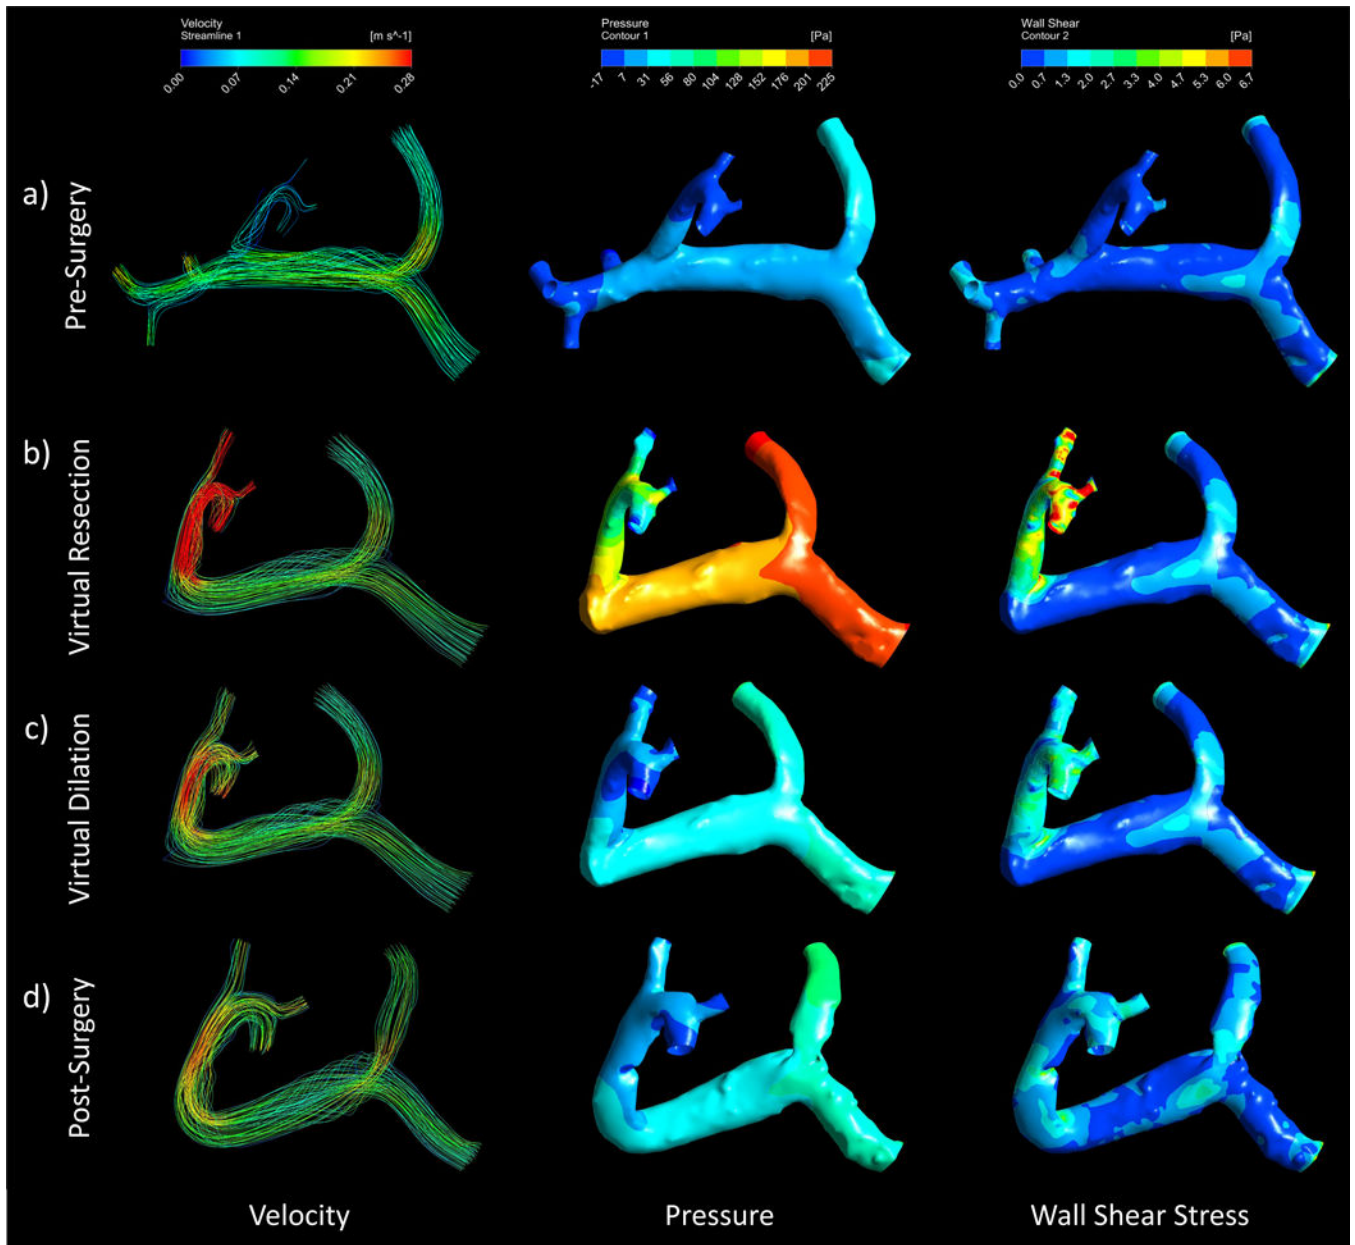 Velocity
Streamline 1 [m s^-1]
0.00 0.07 0.14 0.21 0.28
Pressure
Contour 1 [Pa]
-17 7 31 56 80 104 128 152 176 201 225
Wall Shear
Contour 2 [Pa]
0.0 0.7 1.3 2.0 2.7 3.3 4.0 4.7 5.3 6.0 6.7
a) Pre-Surgery
b) Virtual Resection
c) Virtual Dilation
d) Post-Surgery
Velocity Pressure Wall Shear Stress